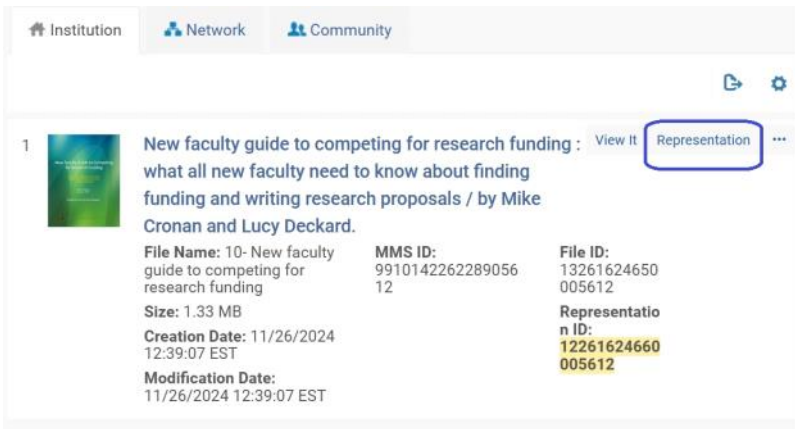 Institution Network Community
1
New faculty guide to competing for research funding :
what all new faculty need to know about finding
funding and writing research proposals / by Mike
Cronan and Lucy Deckard.
View It Representation ...
File Name: 10- New faculty
guide to competing for
research funding
MMS ID:
9910142262289056
12
File ID:
13261624650
005612
Size: 1.33 MB
Creation Date: 11/26/2024
12:39:07 EST
Modification Date:
11/26/2024 12:39:07 EST
Representatio
n ID:
12261624660
005612